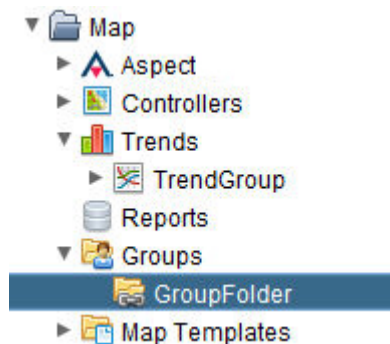 Map
Aspect
Controllers
Trends
TrendGroup
Reports
Groups
GroupFolder
Map Templates